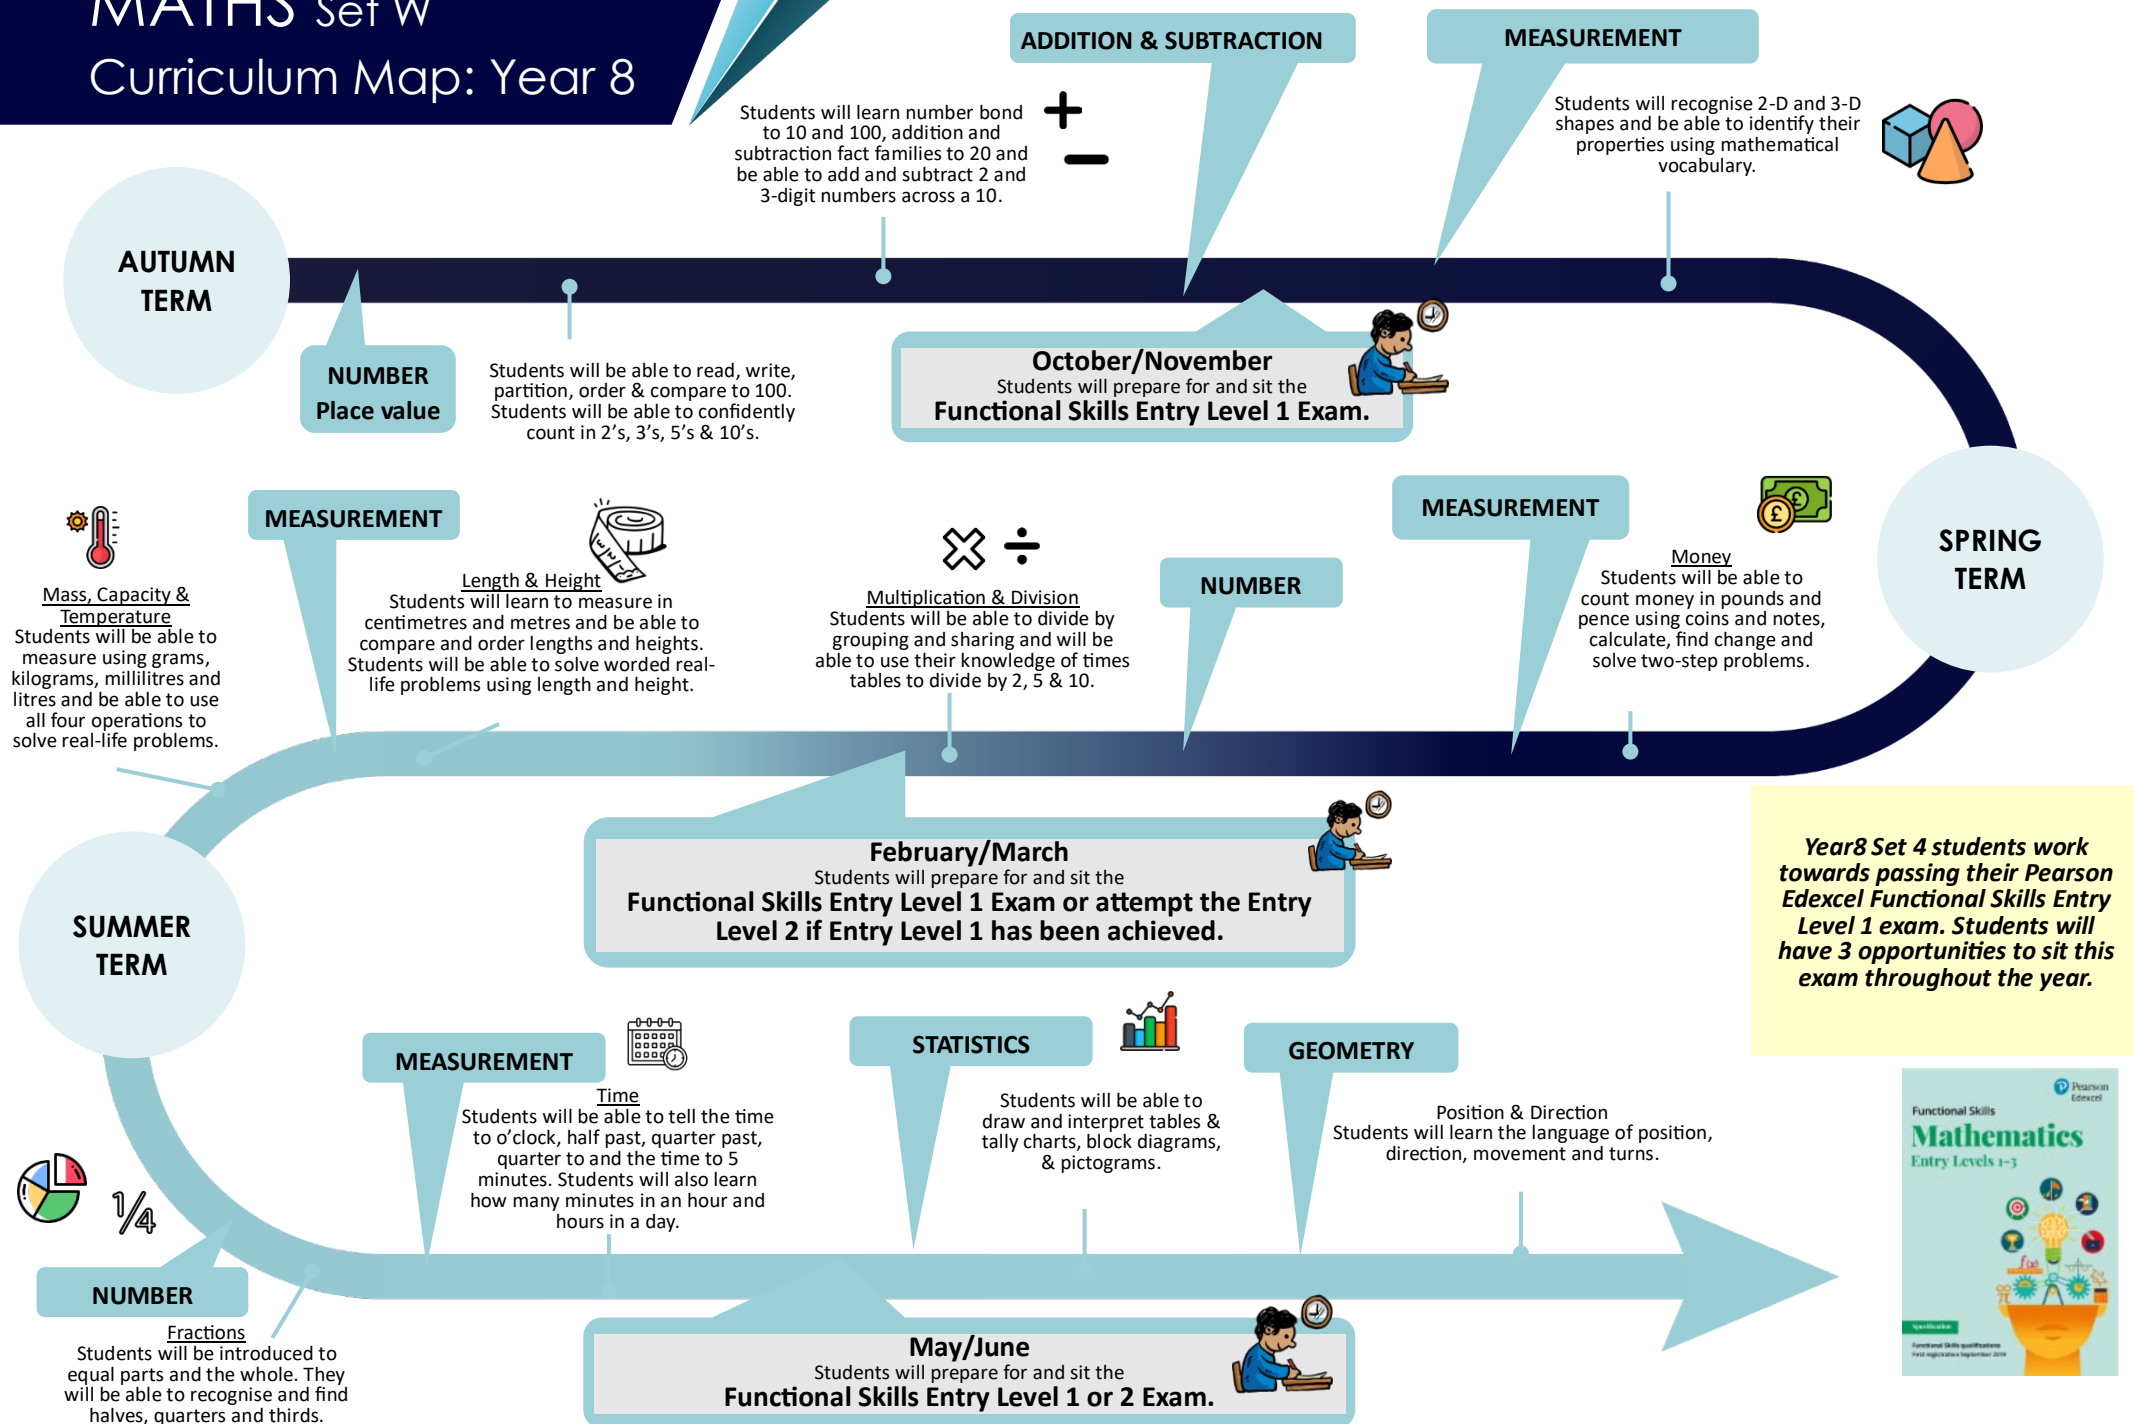 MATHS Set W
Curriculum Map: Year 8
ADDITION & SUBTRACTION
MEASUREMENT
Students will learn number bond
to 10 and 100, addition and
subtraction fact families to 20 and
be able to add and subtract 2 and
3-digit numbers across a 10.
Students will recognise 2-D and 3-D
shapes and be able to identify their
properties using mathematical
vocabulary.
AUTUMN
TERM
NUMBER
Place value
Students will be able to read, write,
partition, order & compare to 100.
Students will be able to confidently
count in 2’s, 3’s, 5’s & 10’s.
October/November
Students will prepare for and sit the
Functional Skills Entry Level 1 Exam.
SPRING
TERM
MEASUREMENT
Money
Students will be able to
count money in pounds and
pence using coins and notes,
calculate, find change and
solve two-step problems.
NUMBER
Multiplication & Division
Students will be able to divide by
grouping and sharing and will be
able to use their knowledge of times
tables to divide by 2, 5 & 10.
MEASUREMENT
Length & Height
Students will learn to measure in
centimetres and metres and be able to
compare and order lengths and heights.
Students will be able to solve worded real-
life problems using length and height.
Mass, Capacity &
Temperature
Students will be able to
measure using grams,
kilograms, millilitres and
litres and be able to use
all four operations to
solve real-life problems.
February/March
Students will prepare for and sit the
Functional Skills Entry Level 1 Exam or attempt the Entry
Level 2 if Entry Level 1 has been achieved.
Year8 Set 4 students work
towards passing their Pearson
Edexcel Functional Skills Entry
Level 1 exam. Students will
have 3 opportunities to sit this
exam throughout the year.
SUMMER
TERM
1/4
NUMBER
Fractions
Students will be introduced to
equal parts and the whole. They
will be able to recognise and find
halves, quarters and thirds.
MEASUREMENT
Time
Students will be able to tell the time
to o’clock, half past, quarter past,
quarter to and the time to 5
minutes. Students will also learn
how many minutes in an hour and
hours in a day.
STATISTICS
Students will be able to
draw and interpret tables &
tally charts, block diagrams,
& pictograms.
GEOMETRY
Position & Direction
Students will learn the language of position,
direction, movement and turns.
May/June
Students will prepare for and sit the
Functional Skills Entry Level 1 or 2 Exam.
Pearson
Edexcel
Functional Skills
Mathematics
Entry Levels 1-3
f(x)
Specification
Functional Skills qualifications
First registration September 2019